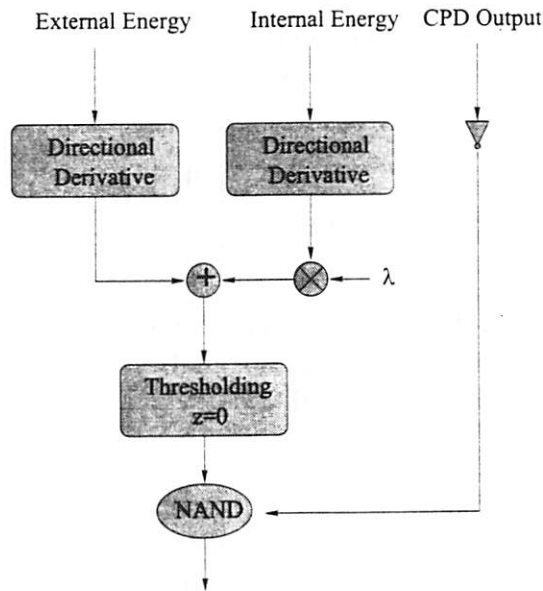 External Energy
Internal Energy
CPD Output
Directional
Derivative
Directional
Derivative
+
×
λ
Thresholding
z=0
NAND